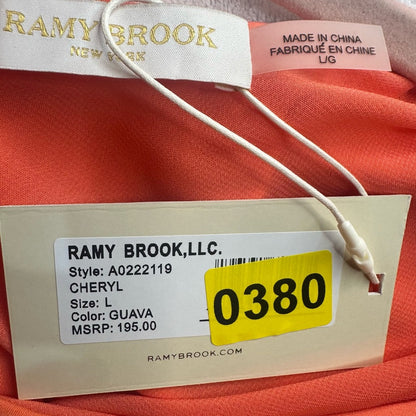 RAMY BROOK
NEW YORK
MADE IN CHINA
FABRIQUÉ EN CHINE
L/G
RAMY BROOK,LLC.
Style: A0222119
CHERYL
Size: L
Color: GUAVA
MSRP: 195.00
0380
RAMYBROOK.COM